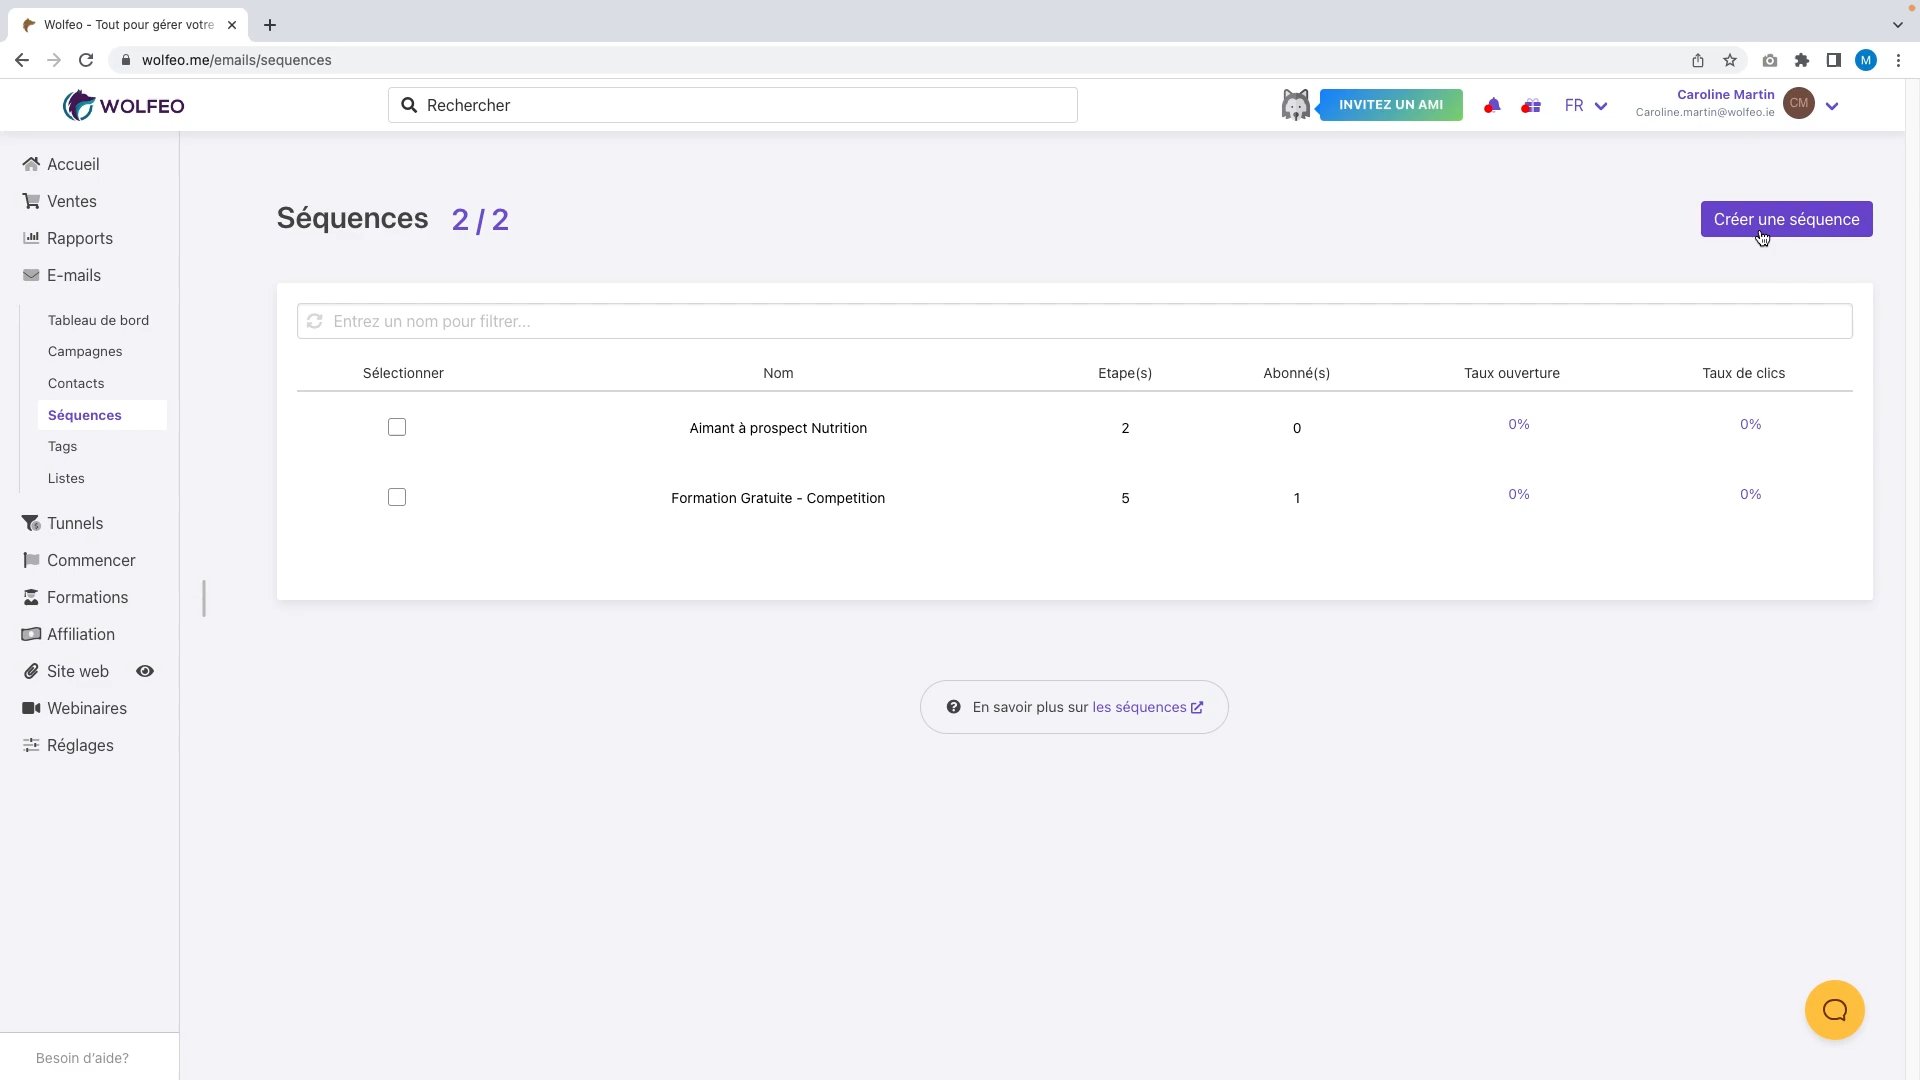 Wolfeo - Tout pour gérer votre
wolfeo.me/emails/sequences
M
WOLFEO
Rechercher
INVITEZ UN AMI
FR
Caroline Martin
Caroline.martin@wolfeo.ie
CM
Accueil
Ventes
Rapports
E-mails
Tableau de bord
Campagnes
Contacts
Séquences
Tags
Listes
Tunnels
Commencer
Formations
Affiliation
Site web
Webinaires
Réglages
Besoin d'aide?
Séquences 2 / 2
Créer une séquence
Entrez un nom pour filtrer...
Sélectionner Nom Etape(s) Abonné(s) Taux ouverture Taux de clics
Aimant à prospect Nutrition 2 0 0% 0%
Formation Gratuite - Competition 5 1 0% 0%
En savoir plus sur les séquences